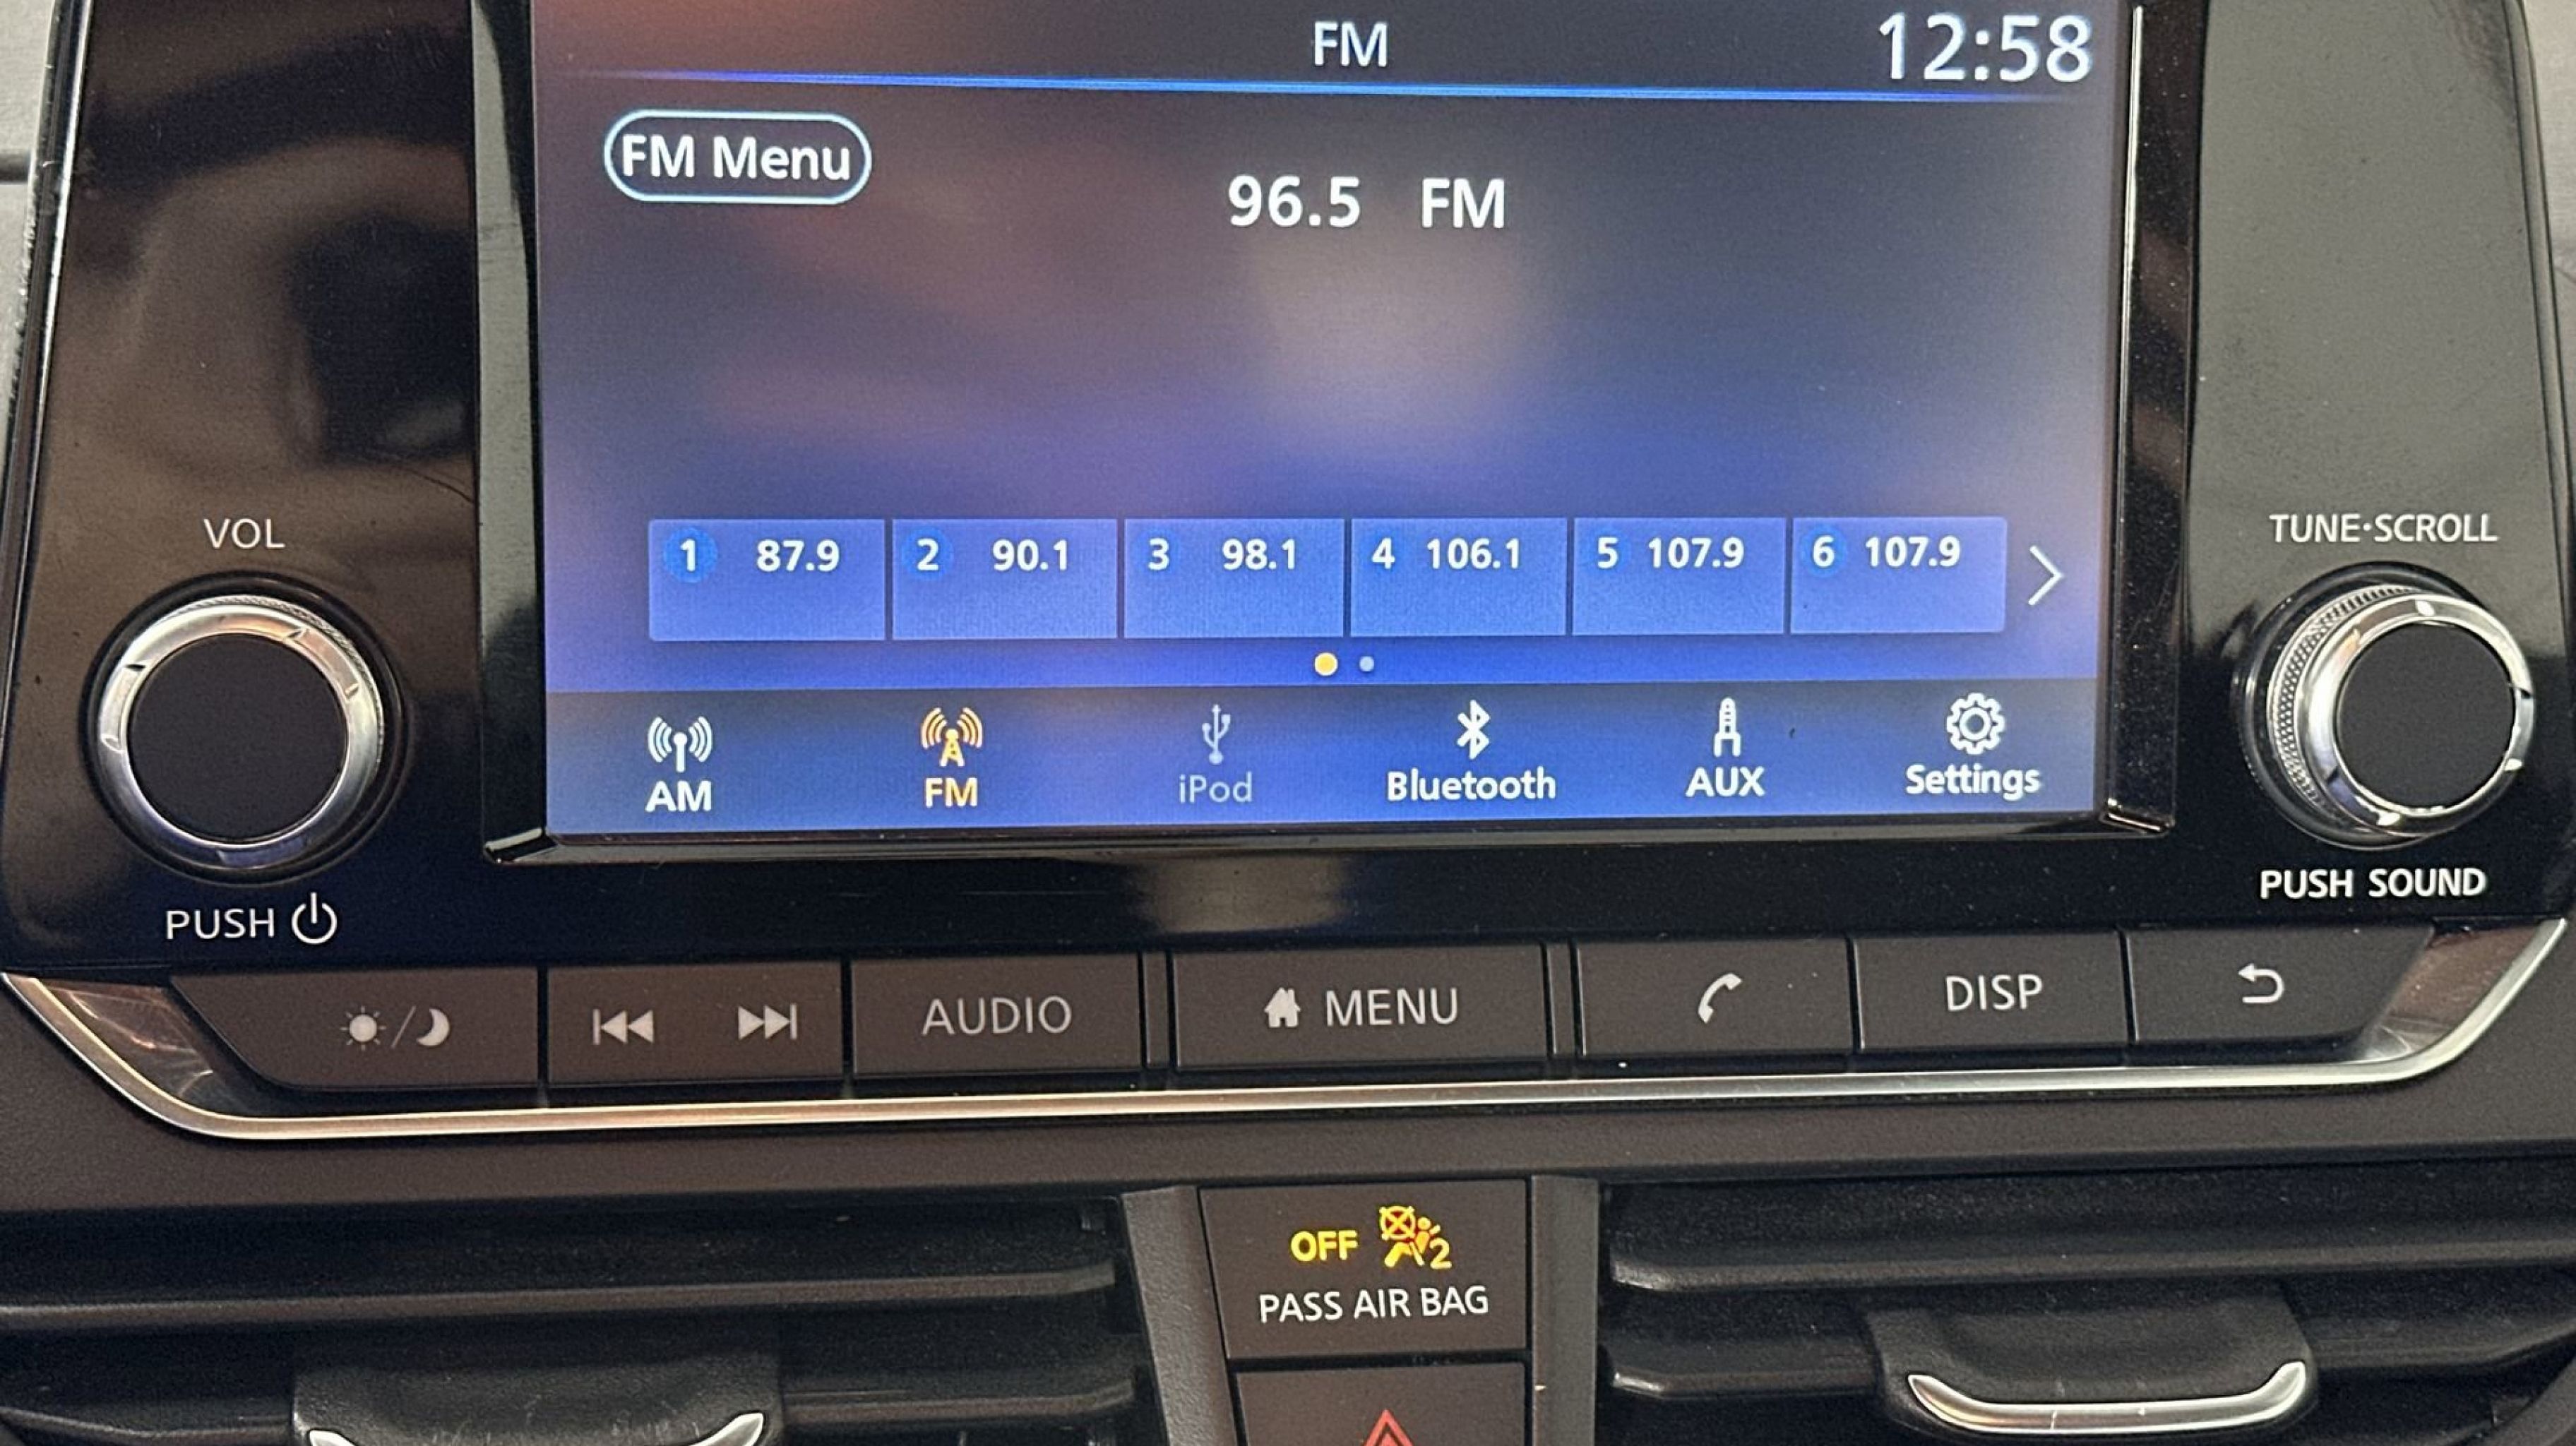 FM 12:58
FM Menu
96.5 FM
VOL
TUNE·SCROLL
1 87.9 2 90.1 3 98.1 4 106.1 5 107.9 6 107.9
AM FM iPod Bluetooth AUX Settings
PUSH
PUSH SOUND
AUDIO MENU DISP
OFF 2
PASS AIR BAG